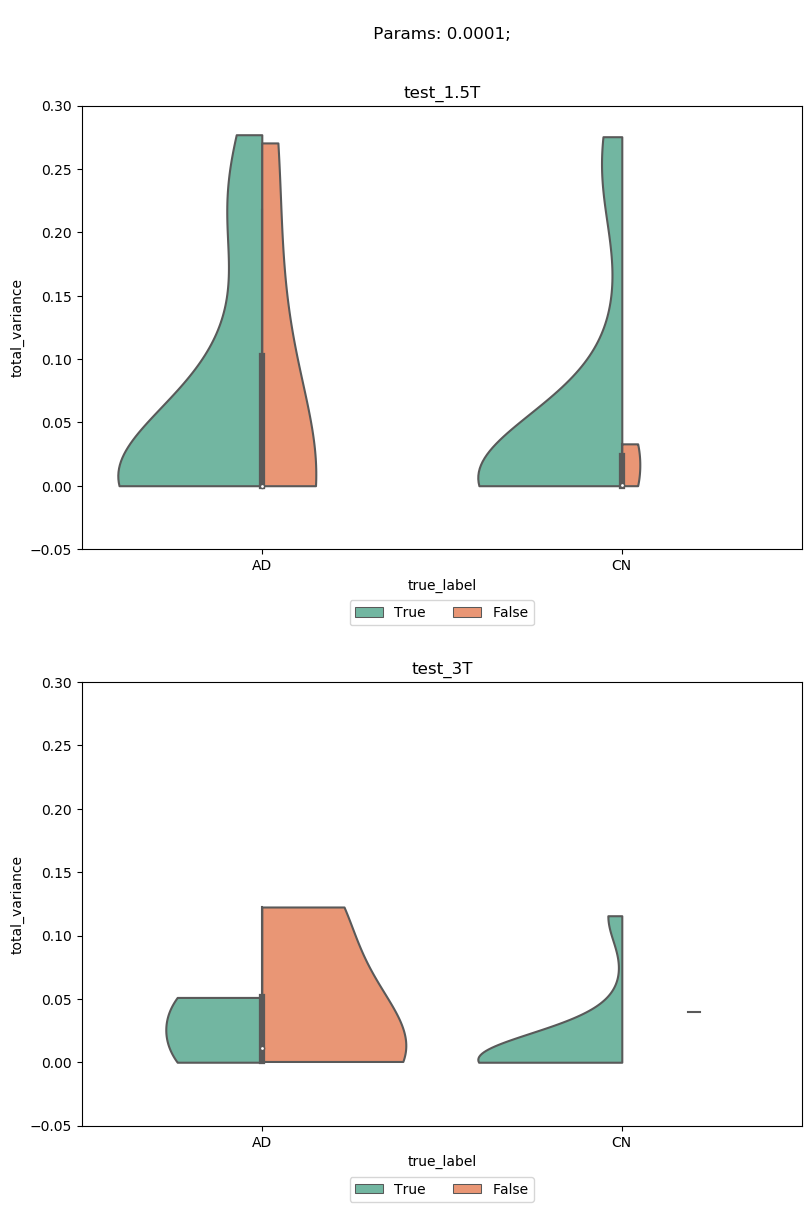 Params: 0.0001;
test_1.5T
0.30
0.25
0.20
0.15
0.10
0.05
0.00
−0.05
total_variance
AD
CN
true_label
True
False
test_3T
0.30
0.25
0.20
0.15
0.10
0.05
0.00
−0.05
total_variance
AD
CN
true_label
True
False